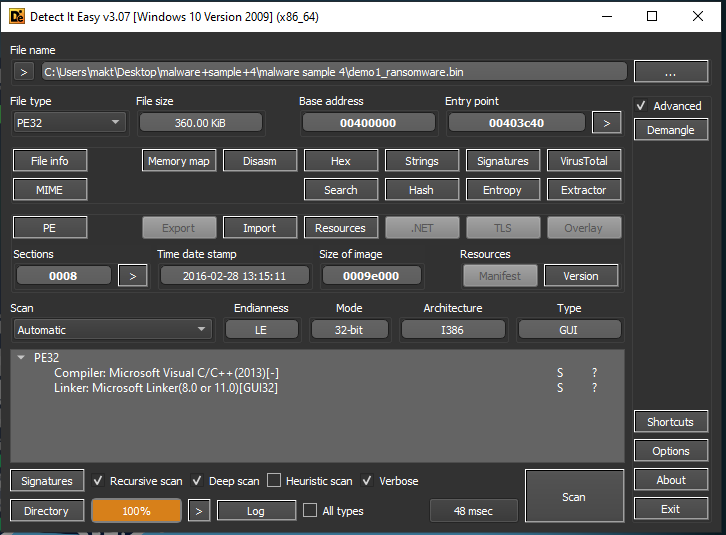 Detect It Easy v3.07 [Windows 10 Version 2009] (x86_64)
File name
> C:\Users\makt\Desktop\malware+sample+4\malware sample 4\demo1_ransomware.bin ...
File type File size Base address Entry point Advanced
PE32 360.00 KiB 00400000 00403c40 > Demangle
File info Memory map Disasm Hex Strings Signatures VirusTotal
MIME Search Hash Entropy Extractor
PE Export Import Resources .NET TLS Overlay
Sections Time date stamp Size of image Resources
0008 > 2016-02-28 13:15:11 0009e000 Manifest Version
Scan Endianness Mode Architecture Type
Automatic LE 32-bit I386 GUI
PE32
Compiler: Microsoft Visual C/C++(2013)[-] S ?
Linker: Microsoft Linker(8.0 or 11.0)[GUI32] S ?
Shortcuts
Options
Signatures Recursive scan Deep scan Heuristic scan Verbose Scan About
Directory 100% > Log All types 48 msec Exit